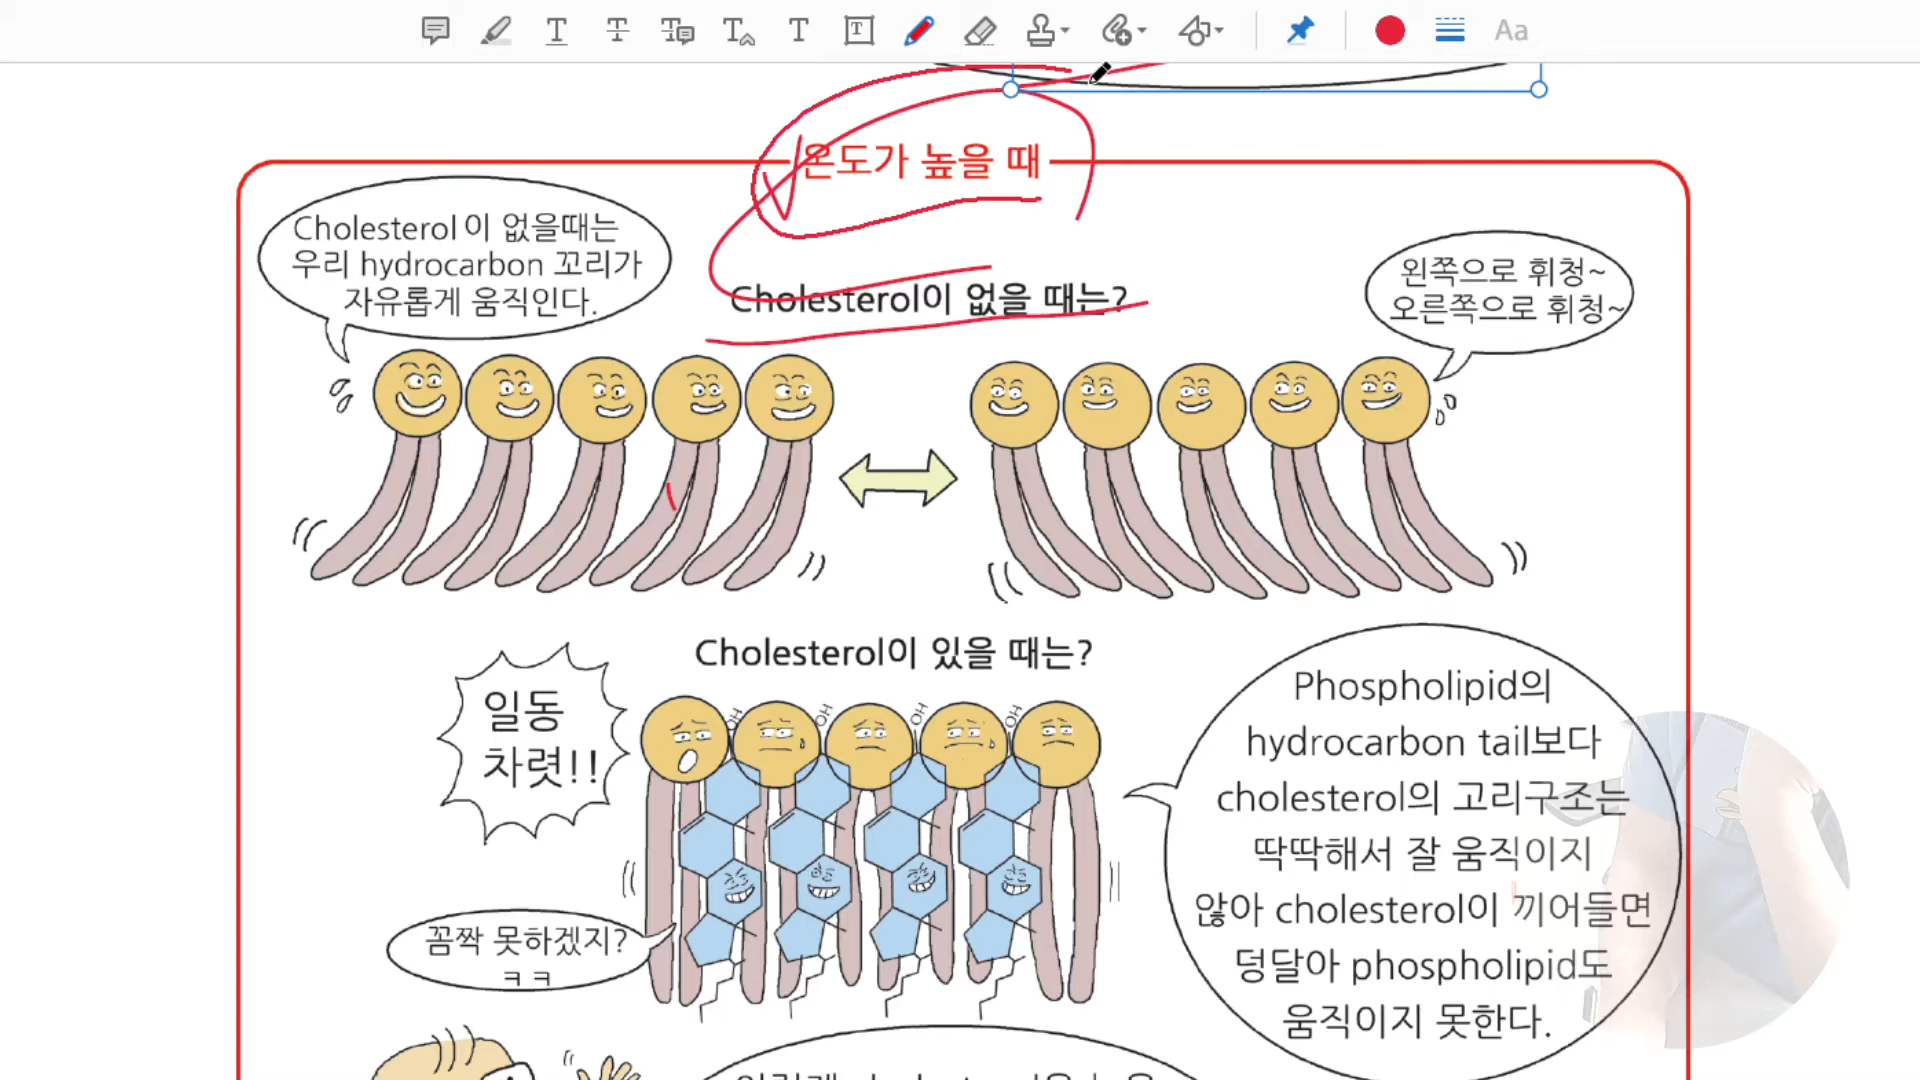 Aa
온도가 높을 때
Cholesterol이 없을때는
우리 hydrocarbon 꼬리가
자유롭게 움직인다.
Cholesterol이 없을 때는?
왼쪽으로 휘청~
오른쪽으로 휘청~
Cholesterol이 있을 때는?
일동
차렷!!
OH
OH
OH
OH
Phospholipid의
hydrocarbon tail보다
cholesterol의 고리구조는
딱딱해서 잘 움직이지
않아 cholesterol이 끼어들면
덩달아 phospholipid도
움직이지 못한다.
꼼짝 못하겠지?
ㅋㅋ